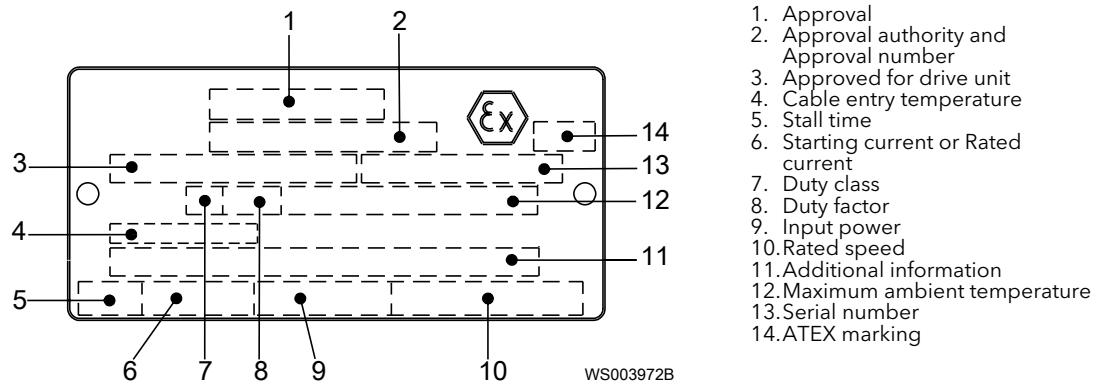 1
2
3
4
5
6
7
8
9
10
11
12
13
14
Ex
WS003972B
1. Approval
2. Approval authority and
Approval number
3. Approved for drive unit
4. Cable entry temperature
5. Stall time
6. Starting current or Rated
current
7. Duty class
8. Duty factor
9. Input power
10.Rated speed
11.Additional information
12.Maximum ambient temperature
13.Serial number
14.ATEX marking